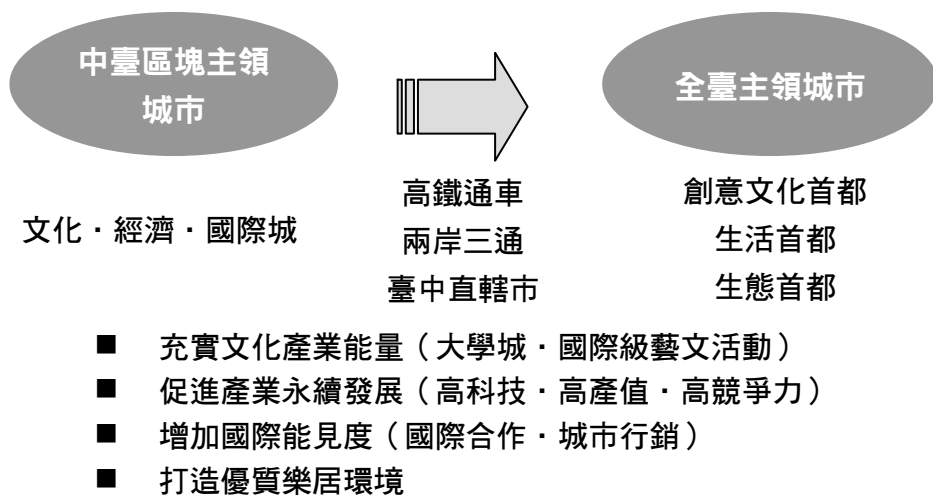 中臺區塊主領
城市
全臺主領城市
文化・經濟・國際城
高鐵通車
兩岸三通
臺中直轄市
創意文化首都
生活首都
生態首都
■ 充實文化產業能量（大學城・國際級藝文活動）
■ 促進產業永續發展（高科技・高產值・高競爭力）
■ 增加國際能見度（國際合作・城市行銷）
■ 打造優質樂居環境